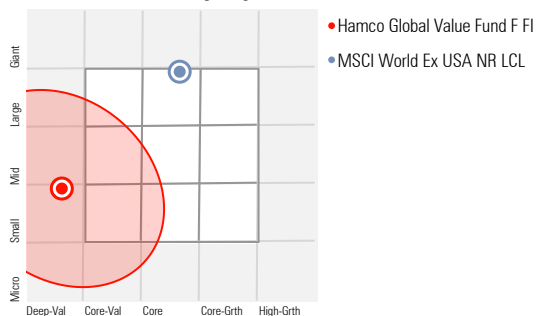 Hamco Global Value Fund F FI
MSCI World Ex USA NR LCL
Giant
Large
Mid
Small
Micro
Deep-Val
Core-Val
Core
Core-Grth
High-Grth